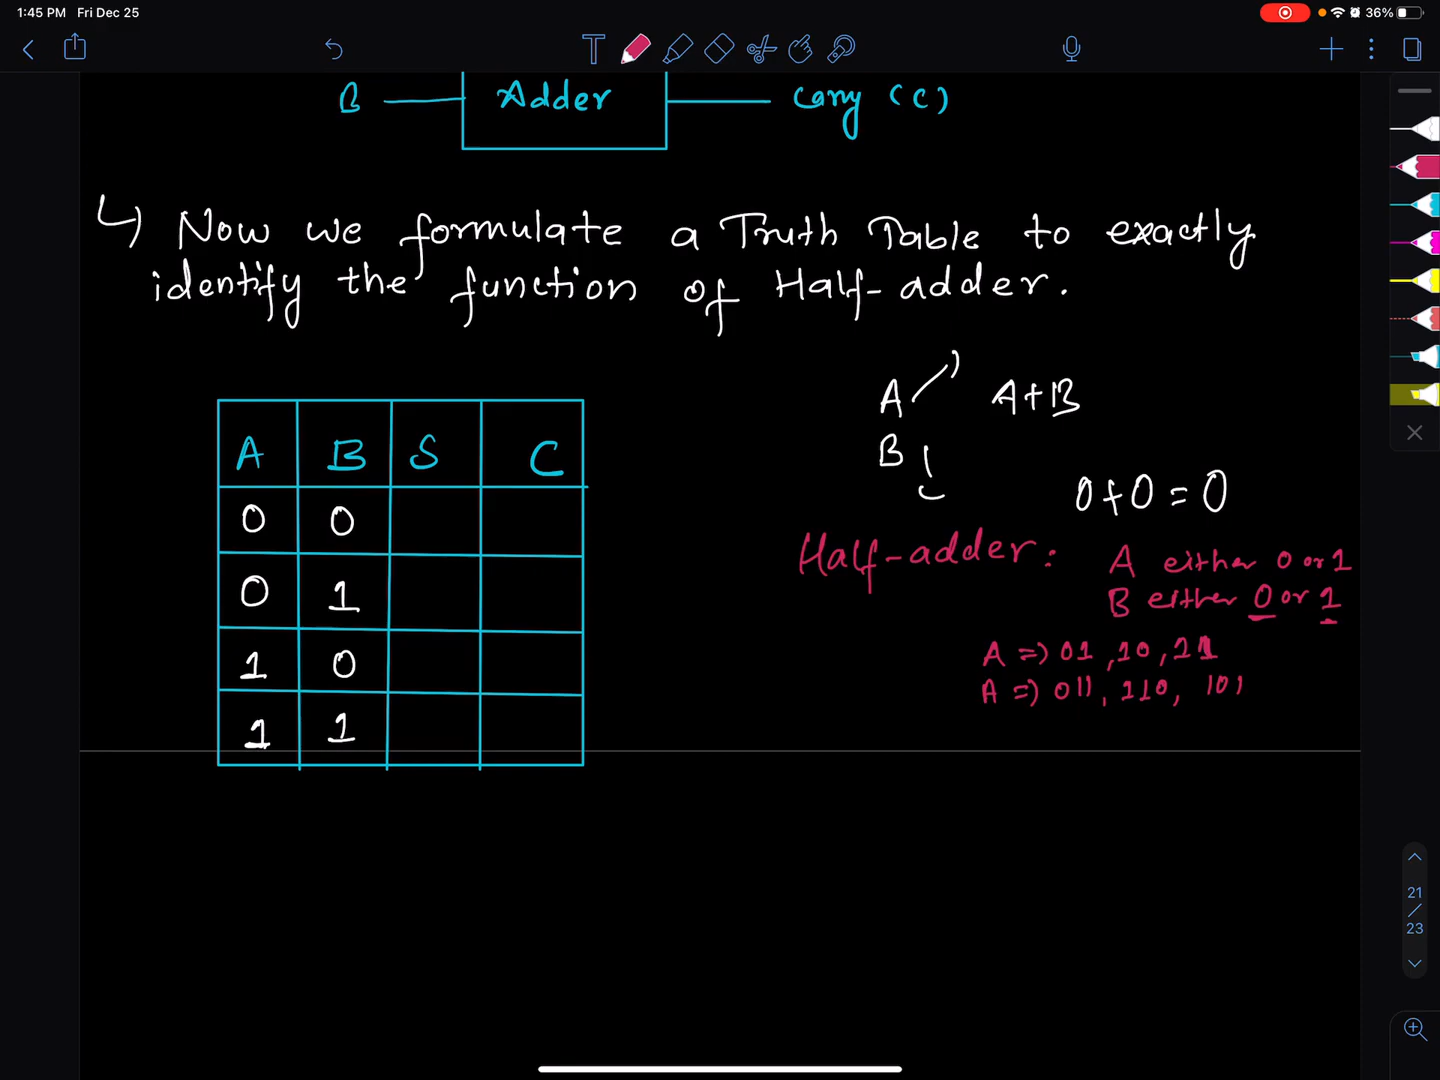 1:45 PM Fri Dec 25
36%
T
B Adder Carry (C)
Now we formulate a Truth Table to exactly
identify the function of Half-adder.
A A+B
B
0+0=0
A B S C
0 0
0 1
1 0
1 1
Half-adder: A either 0 or 1
B either 0 or 1
A => 01, 10, 11
A => 011, 110, 101
21
/
23